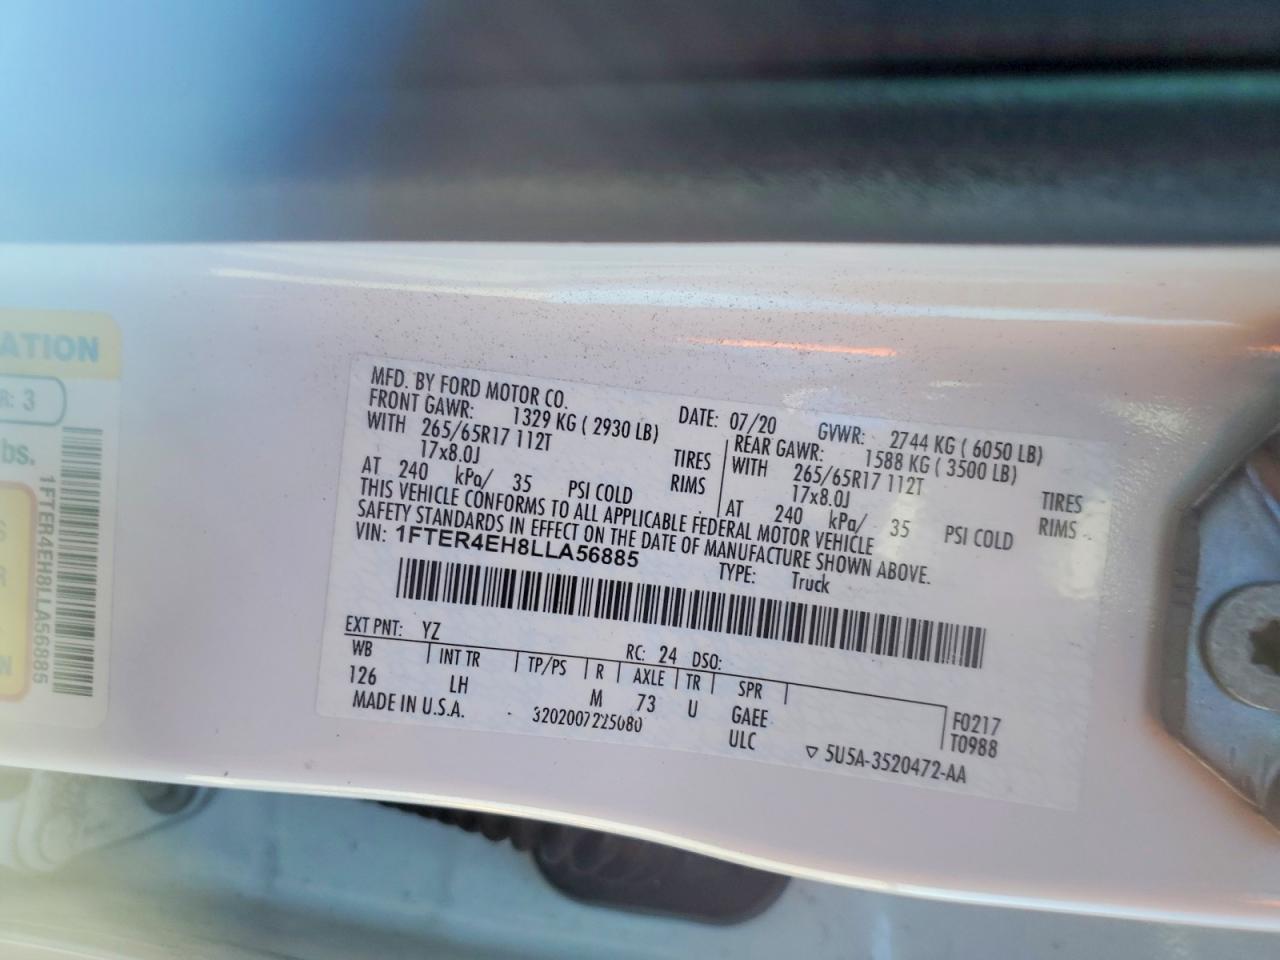 ATION
R: 3
bs.
1FTER4EH8LLA56885
S
R
N
MFD. BY FORD MOTOR CO. DATE: 07/20 GVWR: 2744 KG ( 6050 LB)
FRONT GAWR: 1329 KG ( 2930 LB) REAR GAWR: 1588 KG ( 3500 LB)
WITH 265/65R17 112T TIRES WITH 265/65R17 112T TIRES
17x8.0J RIMS 17x8.0J RIMS
AT 240 kPa/ 35 PSI COLD AT 240 kPa/ 35 PSI COLD
THIS VEHICLE CONFORMS TO ALL APPLICABLE FEDERAL MOTOR VEHICLE
SAFETY STANDARDS IN EFFECT ON THE DATE OF MANUFACTURE SHOWN ABOVE.
VIN: 1FTER4EH8LLA56885 TYPE: Truck
EXT PNT: YZ RC: 24 DSO:
WB INT TR TP/PS R AXLE TR SPR
126 LH M 73 U GAEE F0217
MADE IN U.S.A. 3202007225080 ULC T0988
5U5A-3520472-AA